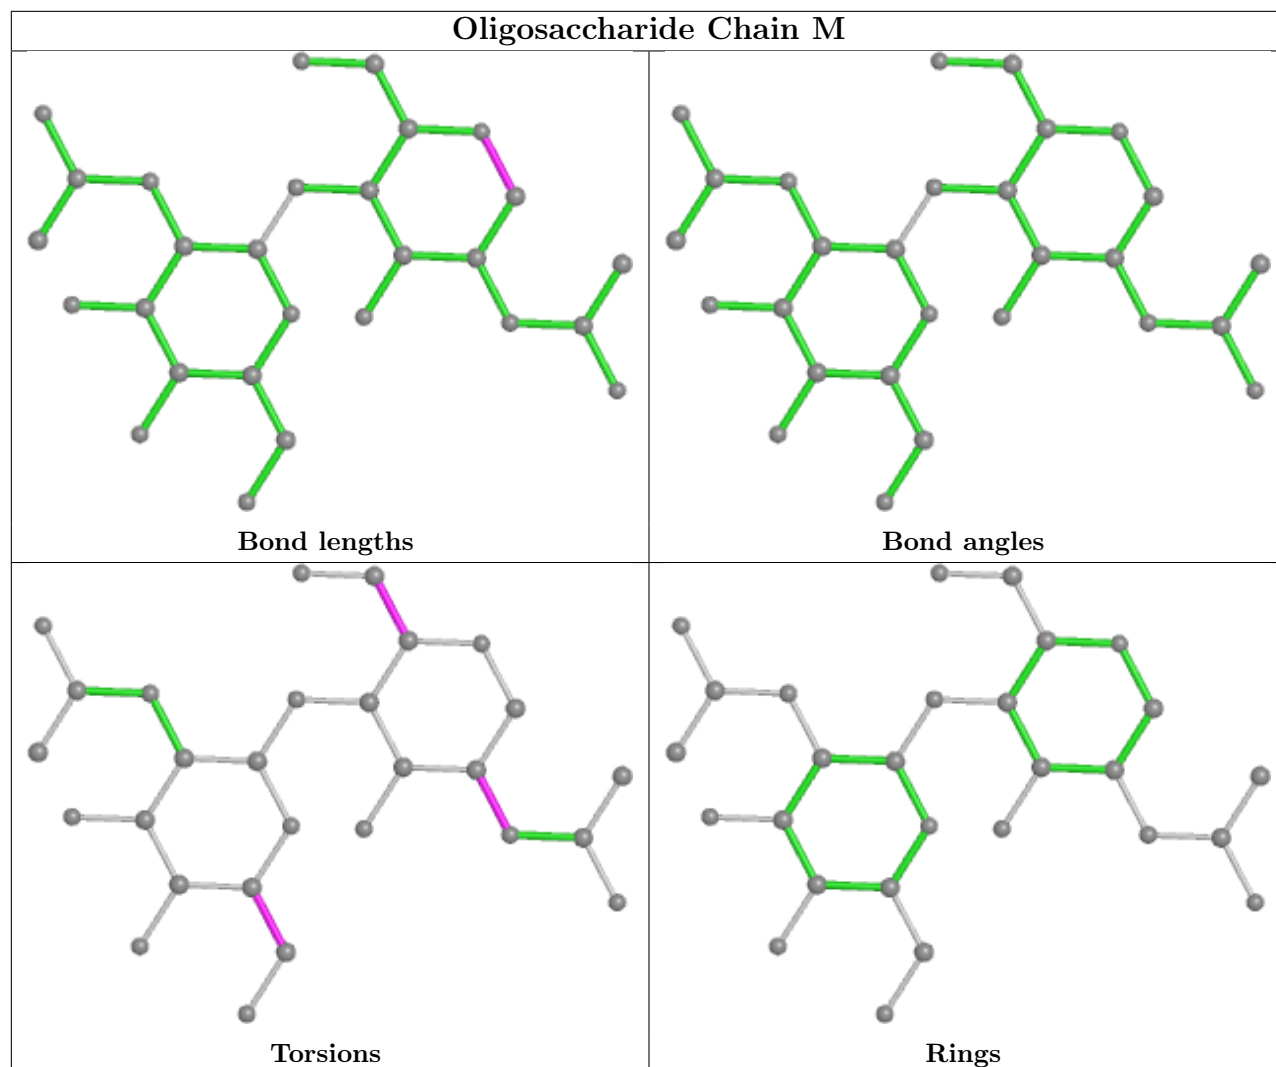 Oligosaccharide Chain M
Bond lengths
Bond angles
Torsions
Rings